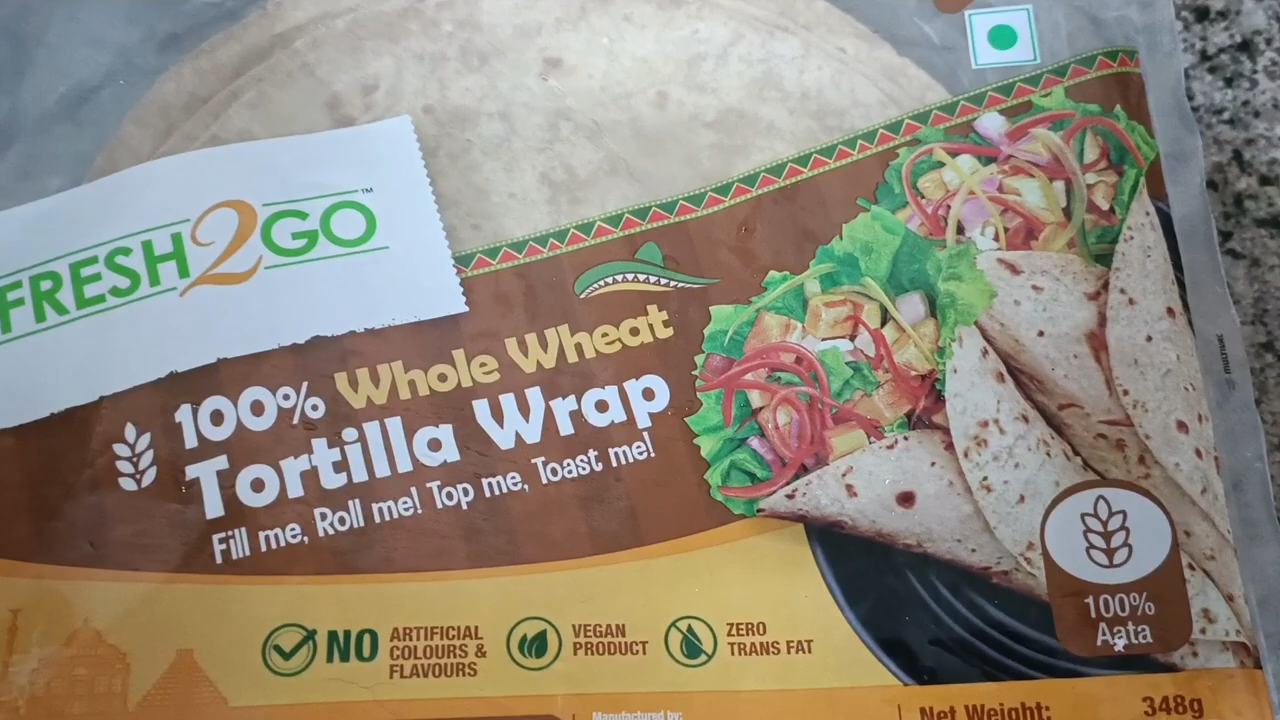 FRESH2GO™
100% Whole Wheat
Tortilla Wrap
Fill me, Roll me! Top me, Toast me!
100%
Aata
NO ARTIFICIAL
COLOURS &
FLAVOURS
VEGAN
PRODUCT
ZERO
TRANS FAT
Manufactured by:
Net Weight: 348g